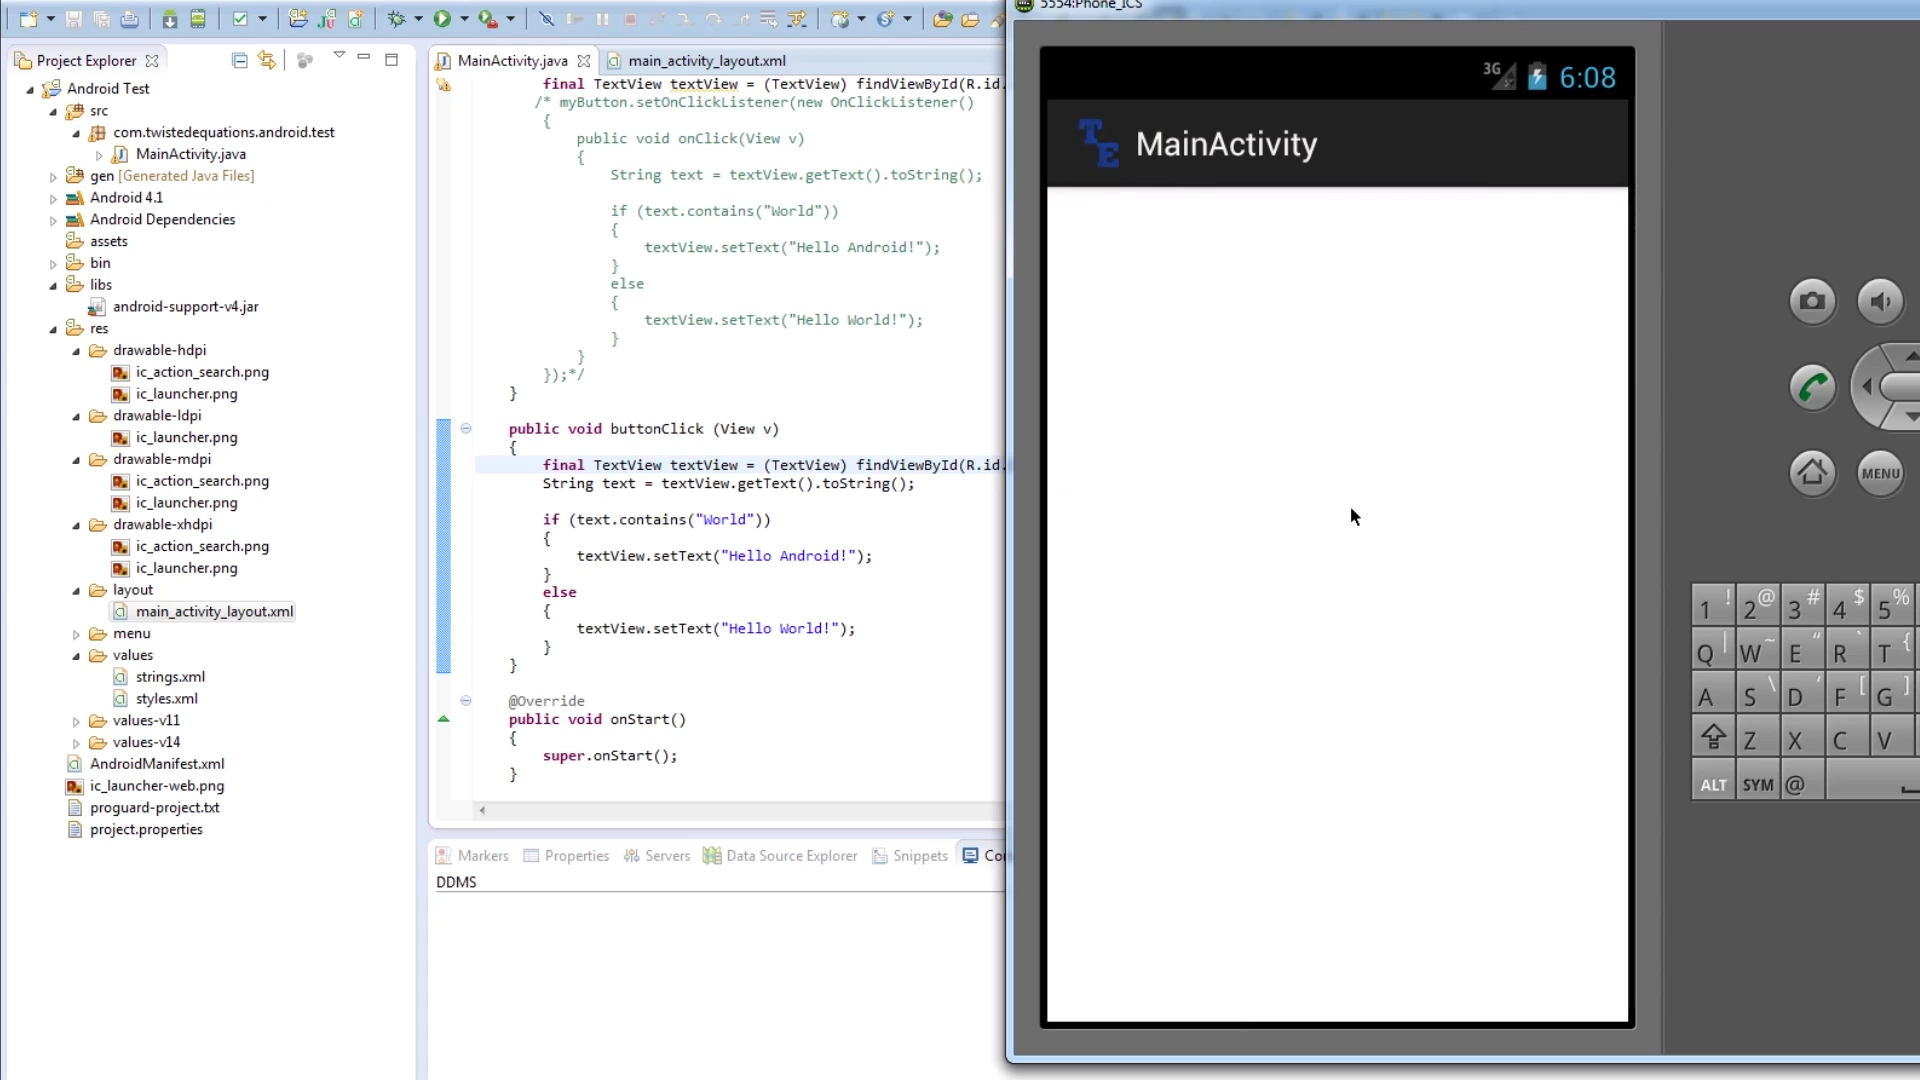 5554:Phone_ICS
Project Explorer
Android Test
src
com.twistedequations.android.test
MainActivity.java
gen [Generated Java Files]
Android 4.1
Android Dependencies
assets
bin
libs
android-support-v4.jar
res
drawable-hdpi
ic_action_search.png
ic_launcher.png
drawable-ldpi
ic_launcher.png
drawable-mdpi
ic_action_search.png
ic_launcher.png
drawable-xhdpi
ic_action_search.png
ic_launcher.png
layout
main_activity_layout.xml
menu
values
strings.xml
styles.xml
values-v11
values-v14
AndroidManifest.xml
ic_launcher-web.png
proguard-project.txt
project.properties
MainActivity.java main_activity_layout.xml
final TextView textView = (TextView) findViewById(R.id.
/* myButton.setOnClickListener(new OnClickListener()
{
public void onClick(View v)
{
String text = textView.getText().toString();
if (text.contains("World"))
{
textView.setText("Hello Android!");
}
else
{
textView.setText("Hello World!");
}
}
});*/
}
public void buttonClick (View v)
{
final TextView textView = (TextView) findViewById(R.id.
String text = textView.getText().toString();
if (text.contains("World"))
{
textView.setText("Hello Android!");
}
else
{
textView.setText("Hello World!");
}
}
@Override
public void onStart()
{
super.onStart();
}
Markers Properties Servers Data Source Explorer Snippets Co
DDMS
3G 6:08
TE MainActivity
MENU
1 ! 2 @ 3 # 4 $ 5 %
Q | W ~ E " R ` T {
A S \ D ' F [ G ]
Z X C V
ALT SYM @